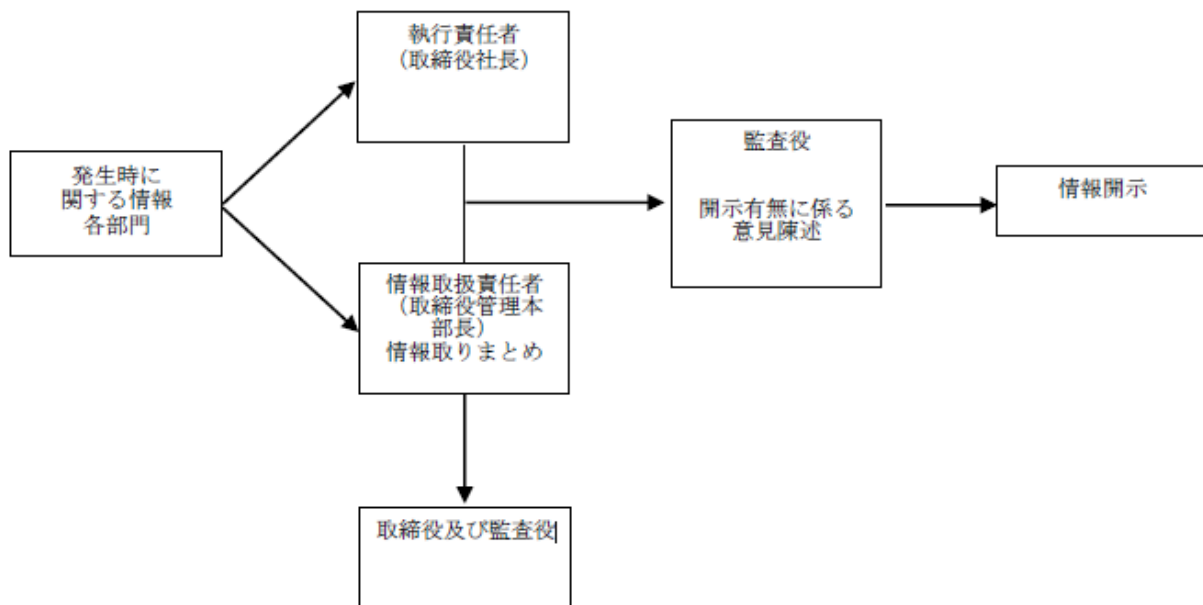 執行責任者
(取締役社長)
発生時に
関する情報
各部門
監査役
開示有無に係る
意見陳述
情報開示
情報取扱責任者
(取締役管理本
部長)
情報取りまとめ
取締役及び監査役